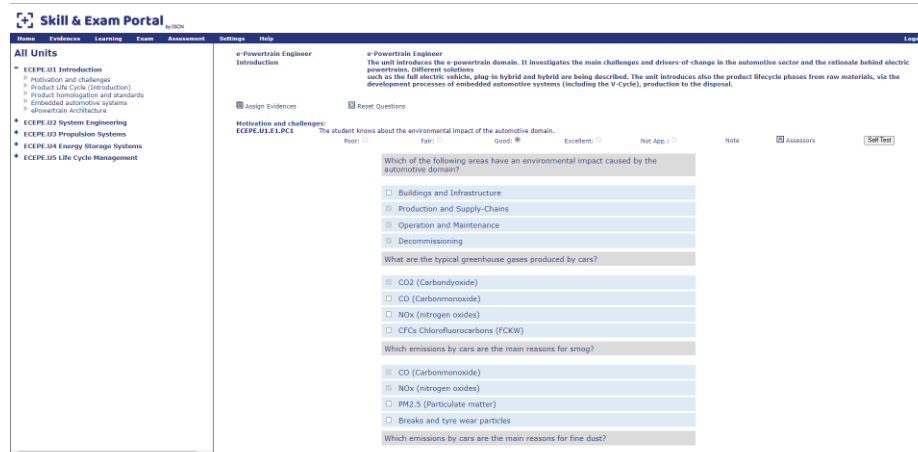 Skill & Exam Portal by ISCN
Home Evidences Learning Exam Assessment Settings Help Logo
All Units
ECEPE.U1 Introduction
Motivation and challenges
Product Life Cycle (Introduction)
Product homologation and standards
Embedded automotive systems
ePowertrain Architecture
ECEPE.U2 System Engineering
ECEPE.U3 Propulsion Systems
ECEPE.U4 Energy Storage Systems
ECEPE.U5 Life Cycle Management
e-Powertrain Engineer
Introduction
e-Powertrain Engineer
The unit introduces the e-powertrain domain. It investigates the main challenges and drivers-of-change in the automotive sector and the rationale behind electric
powertrains. Different solutions
such as the full electric vehicle, plug-in hybrid and hybrid are being described. The unit introduces also the product lifecycle phases from raw materials, via the
development processes of embedded automotive systems (including the V-Cycle), production to the disposal.
Assign Evidences Reset Questions
Motivation and challenges:
ECEPE.U1.E1.PC1 The student knows about the environmental impact of the automotive domain.
Poor: Fair: Good: Excellent: Not App.: Note Assessors Self Test
Which of the following areas have an environmental impact caused by the
automotive domain?
Buildings and Infrastructure
Production and Supply-Chains
Operation and Maintenance
Decommissioning
What are the typical greenhouse gases produced by cars?
CO2 (Carbondyoxide)
CO (Carbonmonoxide)
NOx (nitrogen oxides)
CFCs Chlorofluorocarbons (FCKW)
Which emissions by cars are the main reasons for smog?
CO (Carbonmonoxide)
NOx (nitrogen oxides)
PM2.5 (Particulate matter)
Breaks and tyre wear particles
Which emissions by cars are the main reasons for fine dust?